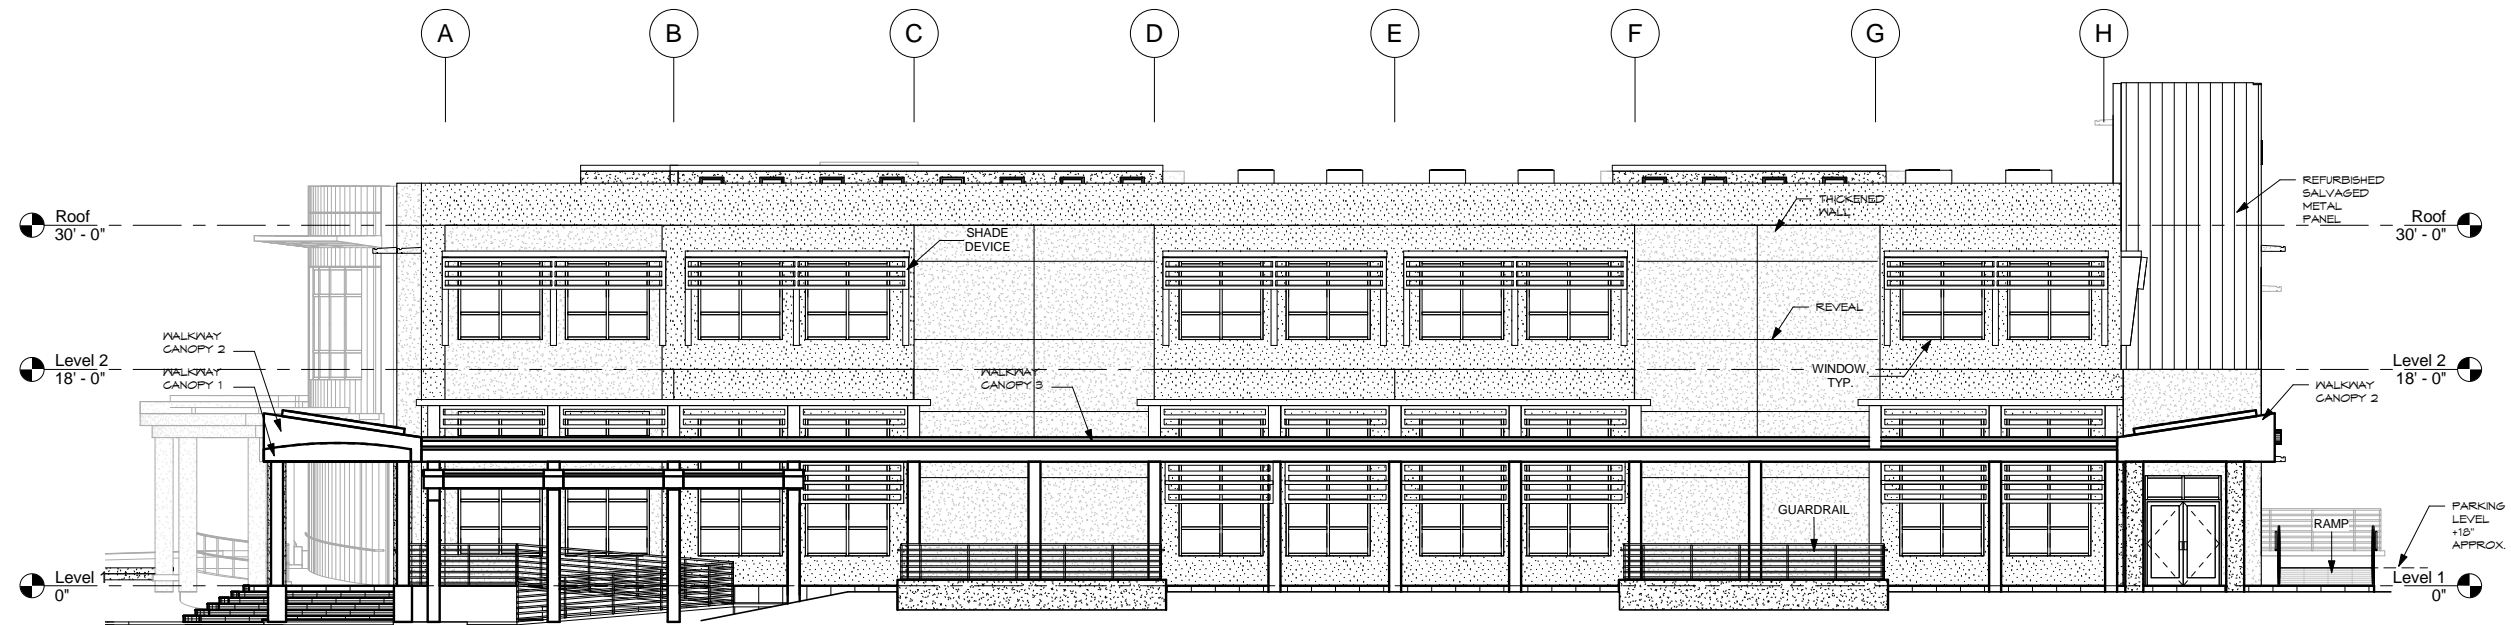 A
B
C
D
E
F
G
H
Roof
30' - 0"
Level 2
18' - 0"
Level 1
0"
WALKWAY
CANOPY 2
WALKWAY
CANOPY 1
SHADE
DEVICE
WALKWAY
CANOPY 3
THICKENED
WALL
REVEAL
WINDOW,
TYP.
GUARDRAIL
REFURBISHED
SALVAGED
METAL
PANEL
Roof
30' - 0"
Level 2
18' - 0"
WALKWAY
CANOPY 2
RAMP
PARKING
LEVEL
+18"
APPROX.
Level 1
0"